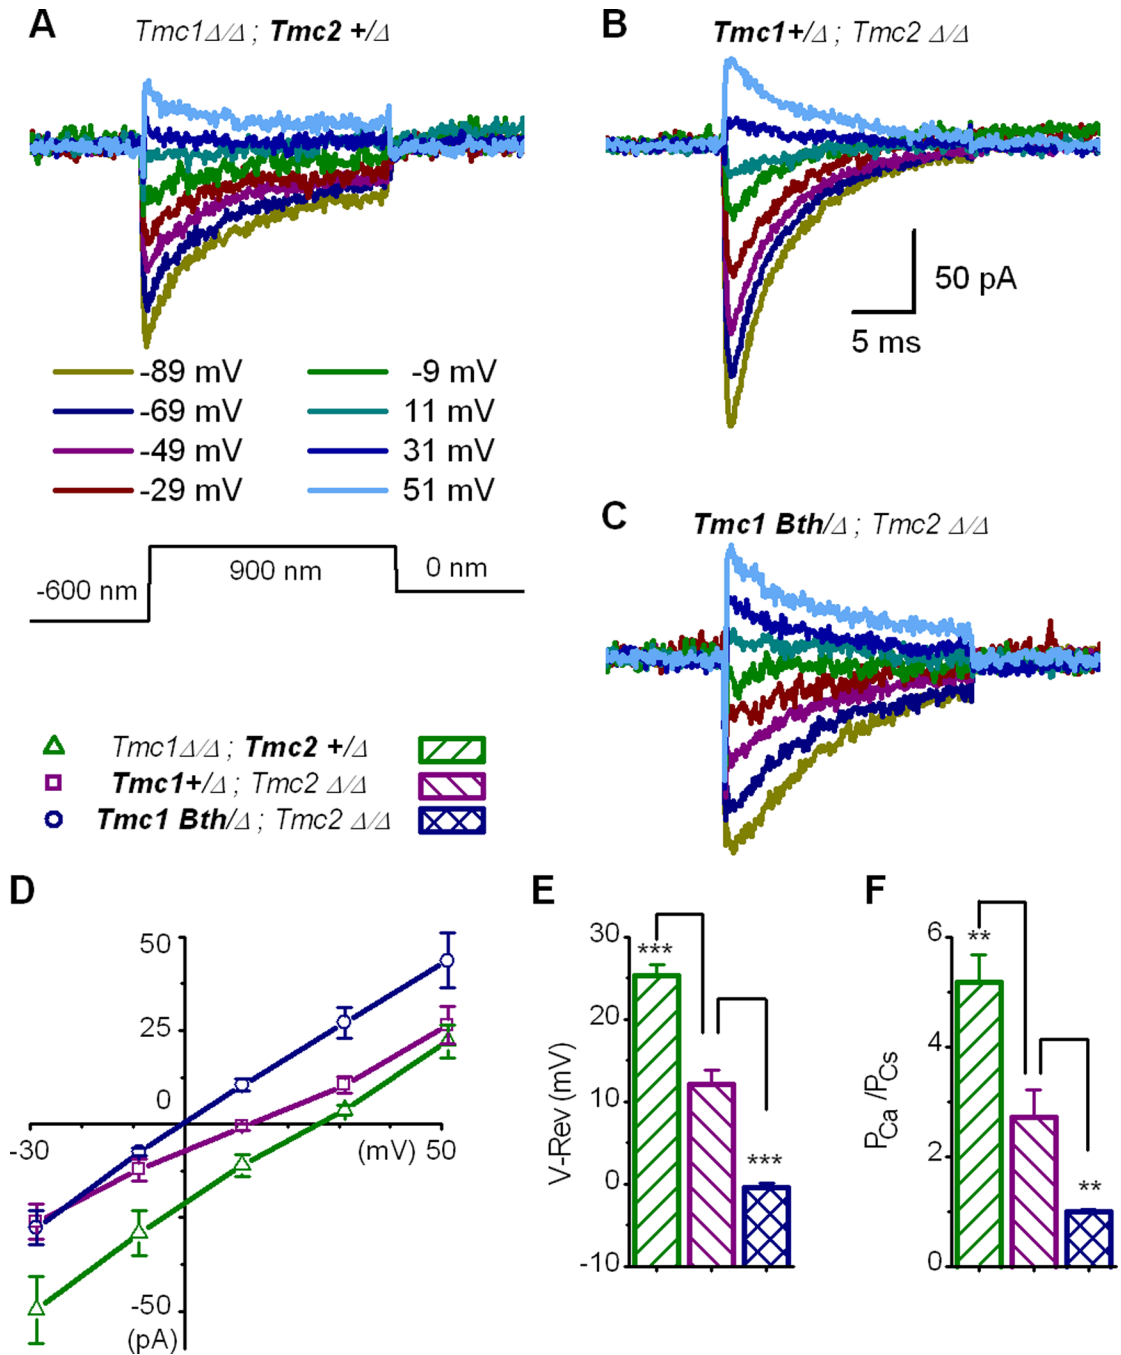 A
Tmc1Δ/Δ ; Tmc2 +/Δ
B
Tmc1+/Δ ; Tmc2 Δ/Δ
50 pA
5 ms
-89 mV
-9 mV
-69 mV
11 mV
-49 mV
31 mV
-29 mV
51 mV
-600 nm
900 nm
0 nm
C
Tmc1 Bth/Δ ; Tmc2 Δ/Δ
Tmc1Δ/Δ ; Tmc2 +/Δ
Tmc1+/Δ ; Tmc2 Δ/Δ
Tmc1 Bth/Δ ; Tmc2 Δ/Δ
D
50
25
0
-30
(mV) 50
-50
(pA)
E
30
20
10
0
-10
V-Rev (mV)
***
***
F
6
4
2
0
PCa /PCs
**
**